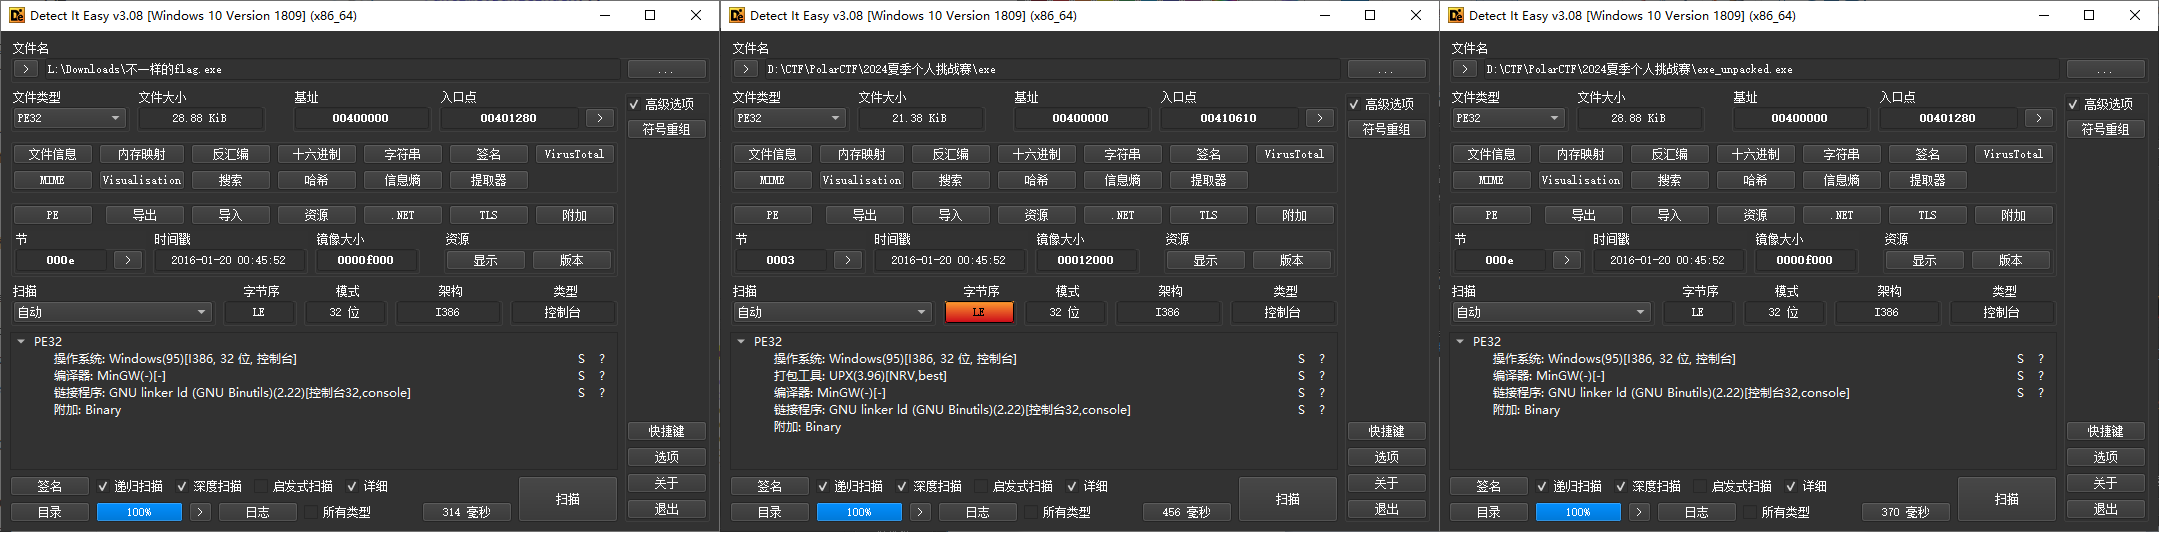 Detect It Easy v3.08 [Windows 10 Version 1809] (x86_64)
文件名
> L:\Downloads\不一样的flag.exe ...
文件类型 文件大小 基址 入口点 高级选项
PE32 28.88 KiB 00400000 00401280 > 符号重组
文件信息 内存映射 反汇编 十六进制 字符串 签名 VirusTotal
MIME Visualisation 搜索 哈希 信息熵 提取器
PE 导出 导入 资源 .NET TLS 附加
节 时间戳 镜像大小 资源
000e > 2016-01-20 00:45:52 0000f000 显示 版本
扫描 字节序 模式 架构 类型
自动 LE 32 位 I386 控制台
PE32
操作系统: Windows(95)[I386, 32 位, 控制台] S ?
编译器: MinGW(-)[-] S ?
链接程序: GNU linker ld (GNU Binutils)(2.22)[控制台32,console] S ?
附加: Binary
快捷键
选项
签名 递归扫描 深度扫描 启发式扫描 详细 扫描 关于
目录 100% > 日志 所有类型 314 毫秒 退出
Detect It Easy v3.08 [Windows 10 Version 1809] (x86_64)
文件名
> D:\CTF\PolarCTF\2024夏季个人挑战赛\exe ...
文件类型 文件大小 基址 入口点 高级选项
PE32 21.38 KiB 00400000 00410610 > 符号重组
文件信息 内存映射 反汇编 十六进制 字符串 签名 VirusTotal
MIME Visualisation 搜索 哈希 信息熵 提取器
PE 导出 导入 资源 .NET TLS 附加
节 时间戳 镜像大小 资源
0003 > 2016-01-20 00:45:52 00012000 显示 版本
扫描 字节序 模式 架构 类型
自动 LE 32 位 I386 控制台
PE32
操作系统: Windows(95)[I386, 32 位, 控制台] S ?
打包工具: UPX(3.96)[NRV,best] S ?
编译器: MinGW(-)[-] S ?
链接程序: GNU linker ld (GNU Binutils)(2.22)[控制台32,console] S ?
附加: Binary
快捷键
选项
签名 递归扫描 深度扫描 启发式扫描 详细 扫描 关于
目录 100% > 日志 所有类型 456 毫秒 退出
Detect It Easy v3.08 [Windows 10 Version 1809] (x86_64)
文件名
> D:\CTF\PolarCTF\2024夏季个人挑战赛\exe_unpacked.exe ...
文件类型 文件大小 基址 入口点 高级选项
PE32 28.88 KiB 00400000 00401280 > 符号重组
文件信息 内存映射 反汇编 十六进制 字符串 签名 VirusTotal
MIME Visualisation 搜索 哈希 信息熵 提取器
PE 导出 导入 资源 .NET TLS 附加
节 时间戳 镜像大小 资源
000e > 2016-01-20 00:45:52 0000f000 显示 版本
扫描 字节序 模式 架构 类型
自动 LE 32 位 I386 控制台
PE32
操作系统: Windows(95)[I386, 32 位, 控制台] S ?
编译器: MinGW(-)[-] S ?
链接程序: GNU linker ld (GNU Binutils)(2.22)[控制台32,console] S ?
附加: Binary
快捷键
选项
签名 递归扫描 深度扫描 启发式扫描 详细 扫描 关于
目录 100% > 日志 所有类型 370 毫秒 退出